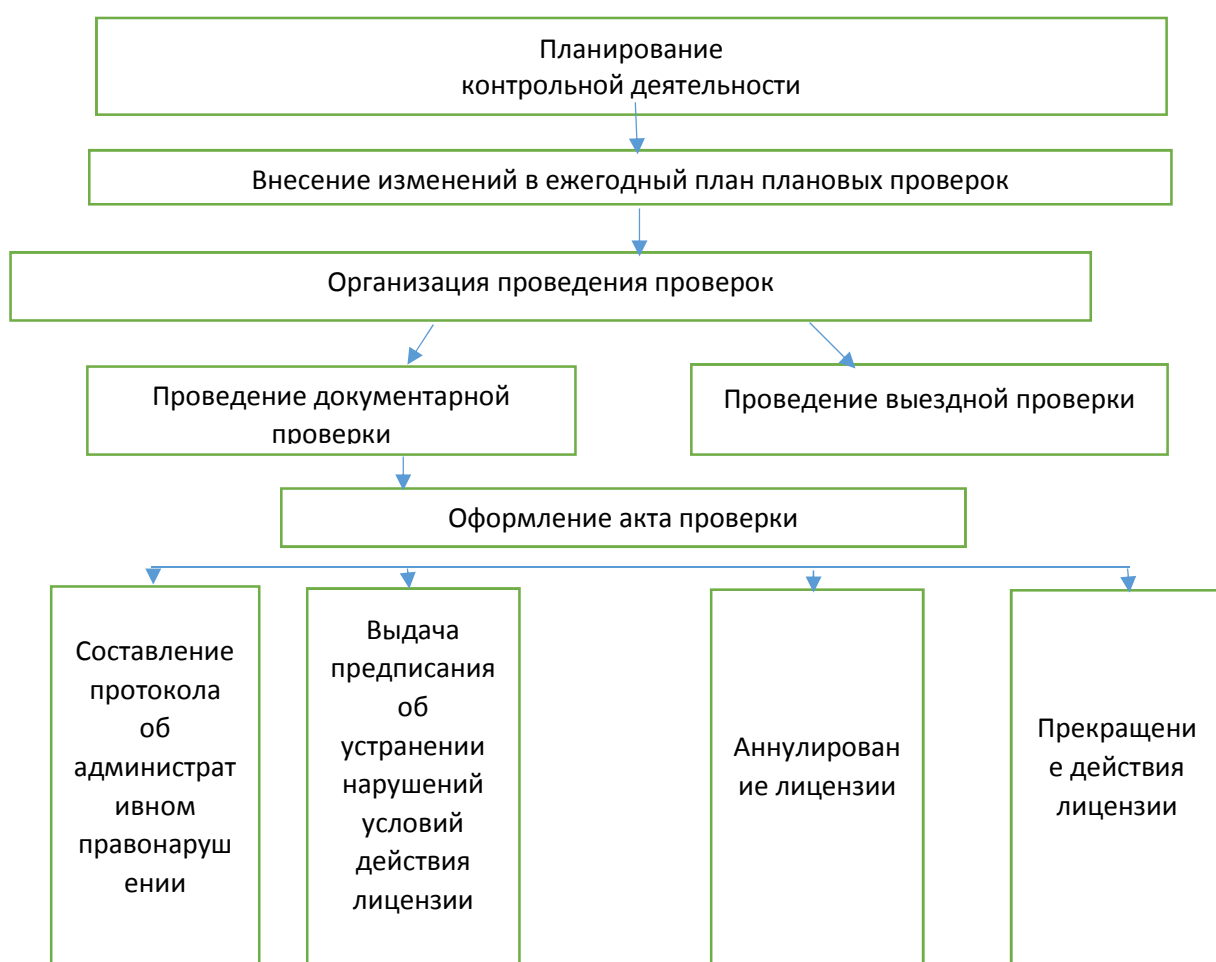 Планирование
контрольной деятельности
Внесение изменений в ежегодный план плановых проверок
Организация проведения проверок
Проведение документарной
проверки
Проведение выездной проверки
Оформление акта проверки
Составление
протокола
об
администрат
ивном
правонаруш
ении
Выдача
предписания
об
устранении
нарушений
условий
действия
лицензии
Аннулирован
ие лицензии
Прекращени
е действия
лицензии